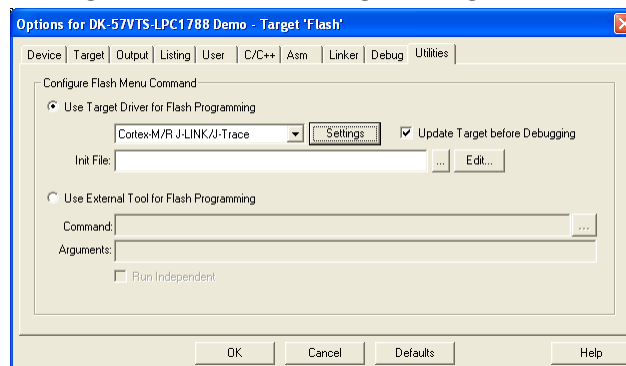 Options for DK-57VTS-LPC1788 Demo - Target 'Flash'
Device Target Output Listing User C/C++ Asm Linker Debug Utilities
Configure Flash Menu Command
Use Target Driver for Flash Programming
Cortex-M/R J-LINK/J-Trace Settings Update Target before Debugging
Init File: ... Edit...
Use External Tool for Flash Programming
Command: ...
Arguments:
Run Independent
OK Cancel Defaults Help